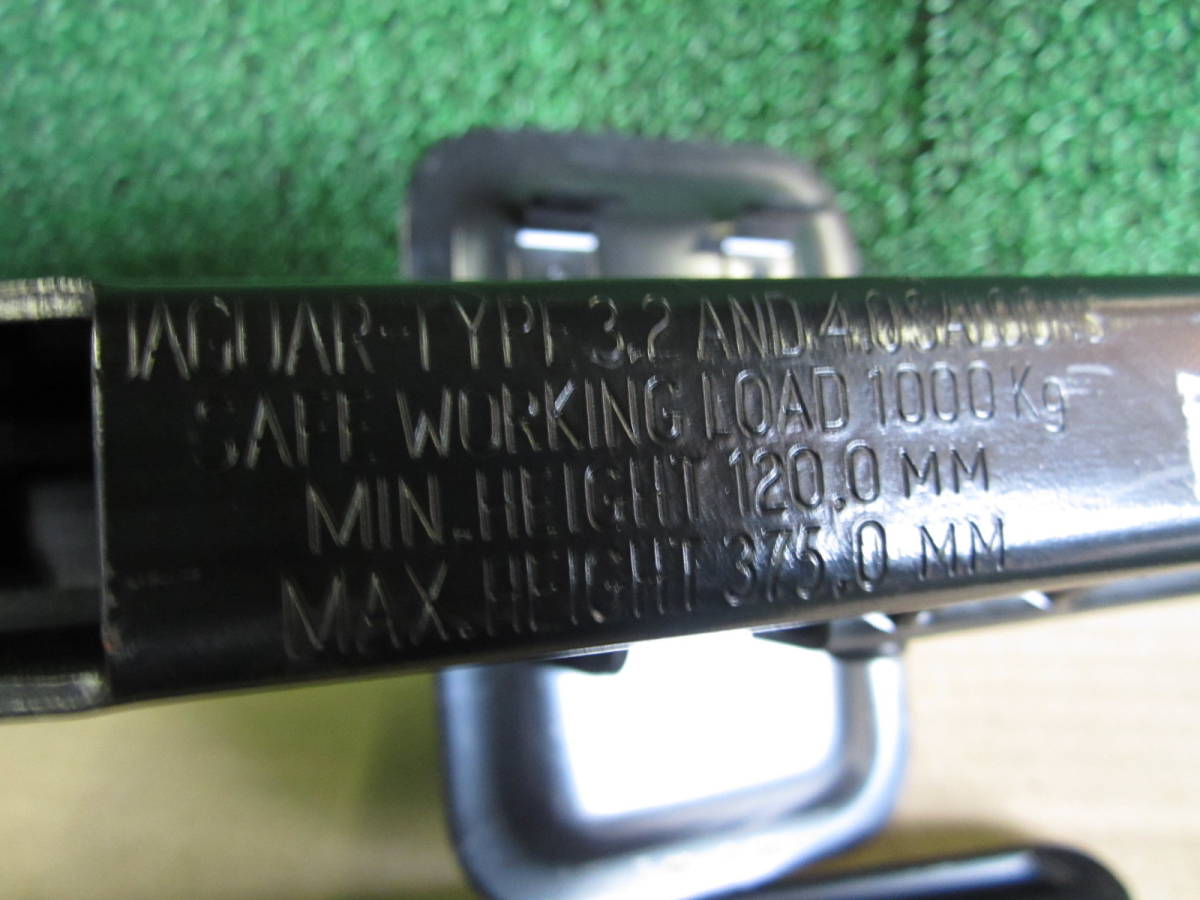 JAGUAR-TYPE 3.2 AND 4.0 SALOONS
SAFE WORKING LOAD 1000 Kg
MIN. HEIGHT 120.0 MM
MAX. HEIGHT 375.0 MM